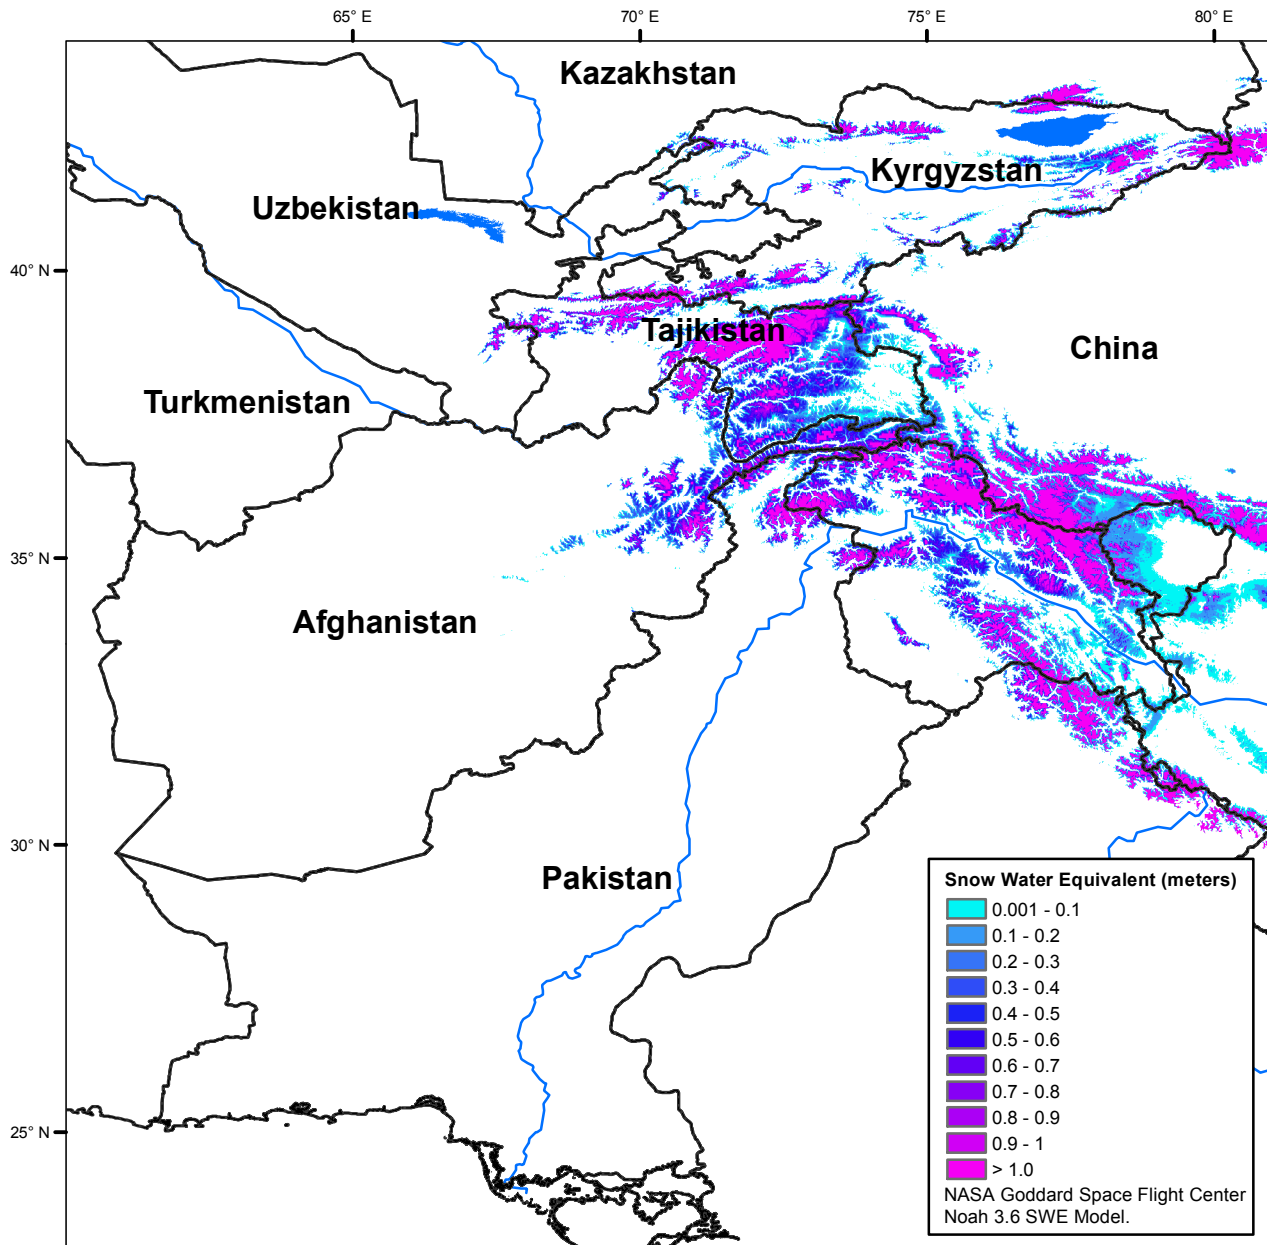 65° E
70° E
75° E
80° E
Kazakhstan
Kyrgyzstan
Uzbekistan
40° N
Tajikistan
China
Turkmenistan
35° N
Afghanistan
30° N
Pakistan
25° N
Snow Water Equivalent (meters)
0.001 - 0.1
0.1 - 0.2
0.2 - 0.3
0.3 - 0.4
0.4 - 0.5
0.5 - 0.6
0.6 - 0.7
0.7 - 0.8
0.8 - 0.9
0.9 - 1
> 1.0
NASA Goddard Space Flight Center
Noah 3.6 SWE Model.